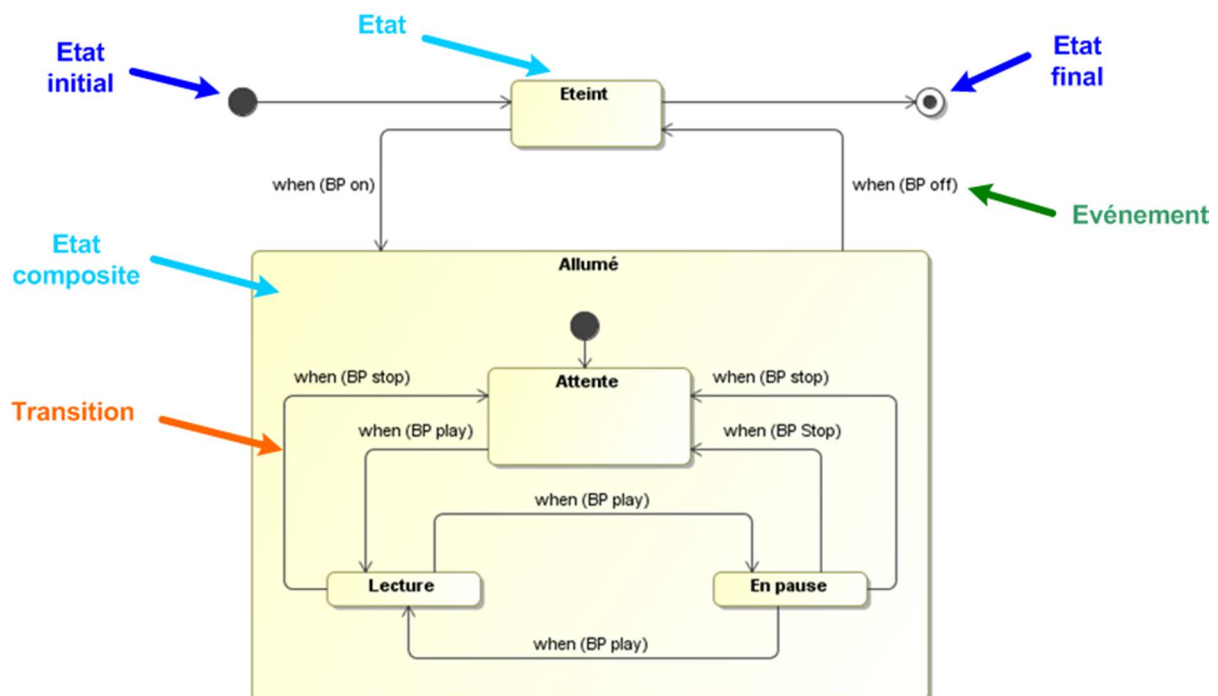 Etat
Etat
initial
Etat
final
Eteint
when (BP on)
when (BP off)
Evénement
Etat
composite
Allumé
when (BP stop)
Attente
when (BP stop)
Transition
when (BP play)
when (BP Stop)
when (BP play)
Lecture
En pause
when (BP play)